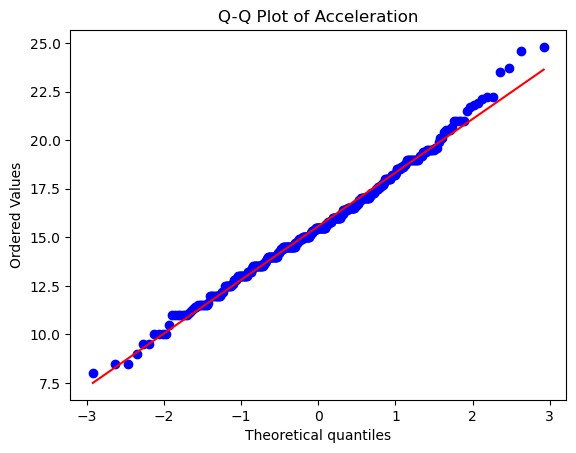 Q-Q Plot of Acceleration
Ordered Values
25.0
22.5
20.0
17.5
15.0
12.5
10.0
7.5
−3 −2 −1 0 1 2 3
Theoretical quantiles